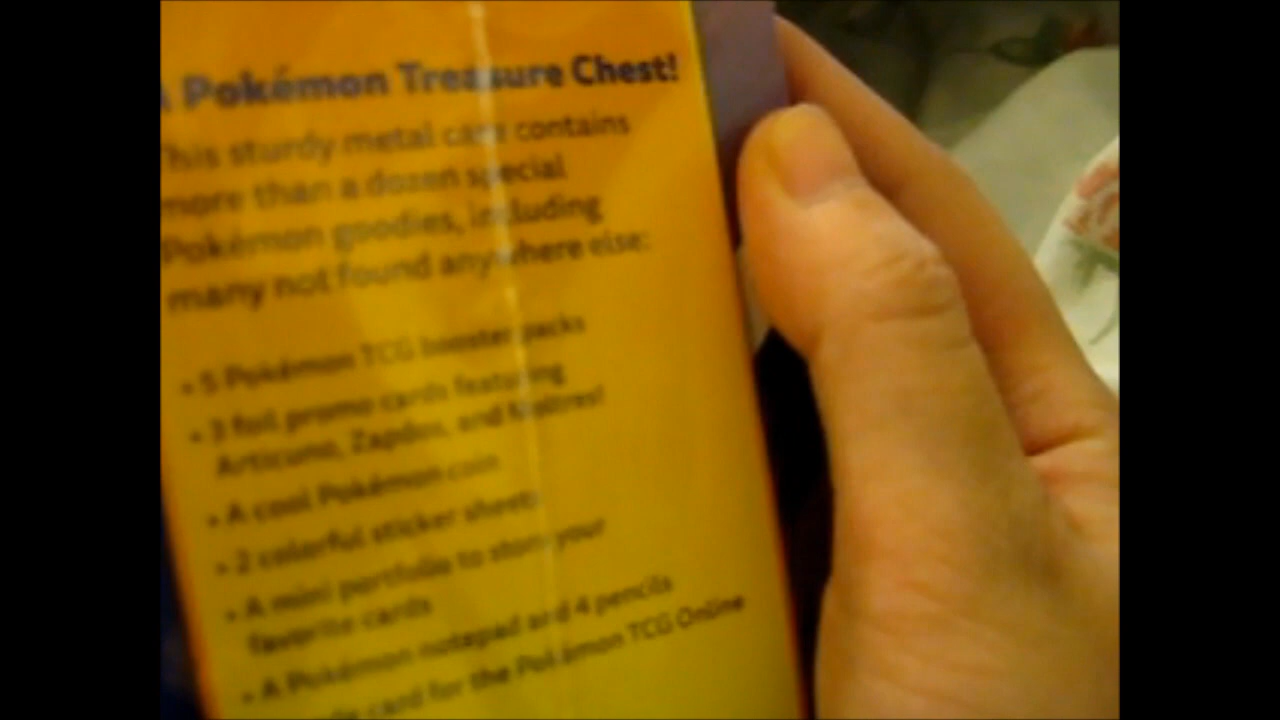 A Pokémon Treasure Chest!
This sturdy metal case contains
more than a dozen special
Pokémon goodies, including
many not found anywhere else:
• 5 Pokémon TCG booster packs
• 3 foil promo cards featuring
Articuno, Zapdos, and Moltres!
• A cool Pokémon coin
• 2 colorful sticker sheets
• A mini portfolio to store your
favorite cards
• A Pokémon notepad and 4 pencils
card for the Pokémon TCG Online